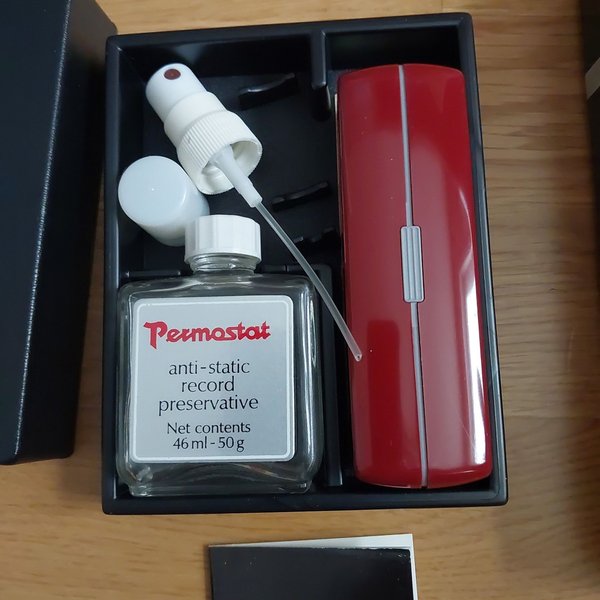 Permostat
anti-static
record
preservative
Net contents
46 ml - 50 g